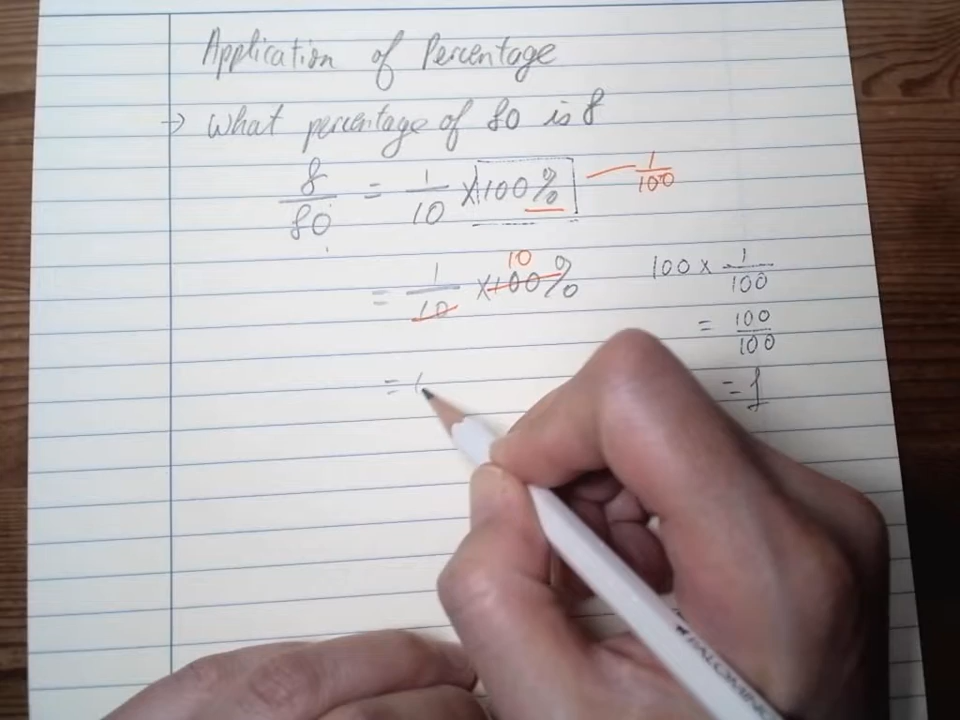 Application of Percentage
→ What percentage of 80 is 8
8/80 = 1/10 × 100% — 1/100
= 1/10 × 100% 10
100 × 1/100
= 100/100
= 1
= 1
PALOMINO